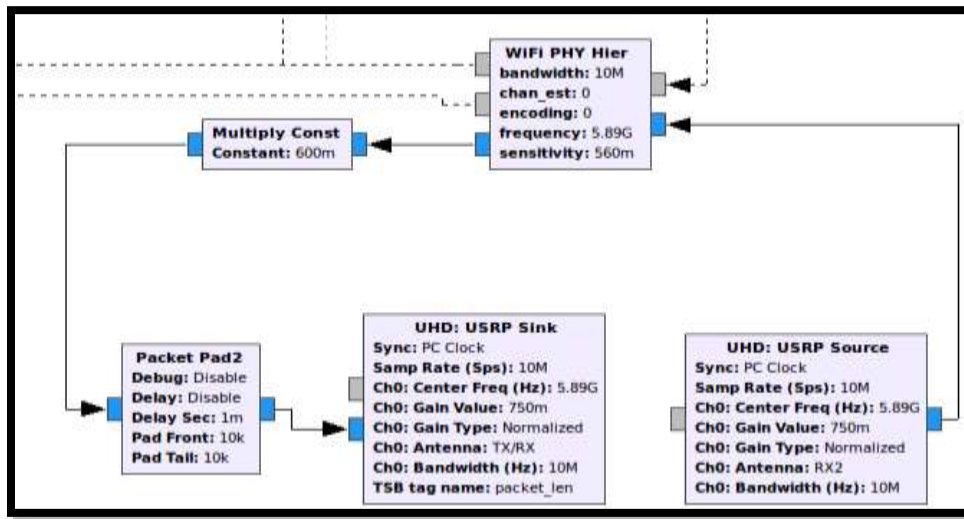 WiFi PHY Hier
bandwidth: 10M
chan_est: 0
encoding: 0
frequency: 5.89G
sensitivity: 560m
Multiply Const
Constant: 600m
Packet Pad2
Debug: Disable
Delay: Disable
Delay Sec: 1m
Pad Front: 10k
Pad Tail: 10k
UHD: USRP Sink
Sync: PC Clock
Samp Rate (Sps): 10M
Ch0: Center Freq (Hz): 5.89G
Ch0: Gain Value: 750m
Ch0: Gain Type: Normalized
Ch0: Antenna: TX/RX
Ch0: Bandwidth (Hz): 10M
TSB tag name: packet_len
UHD: USRP Source
Sync: PC Clock
Samp Rate (Sps): 10M
Ch0: Center Freq (Hz): 5.89G
Ch0: Gain Value: 750m
Ch0: Gain Type: Normalized
Ch0: Antenna: RX2
Ch0: Bandwidth (Hz): 10M